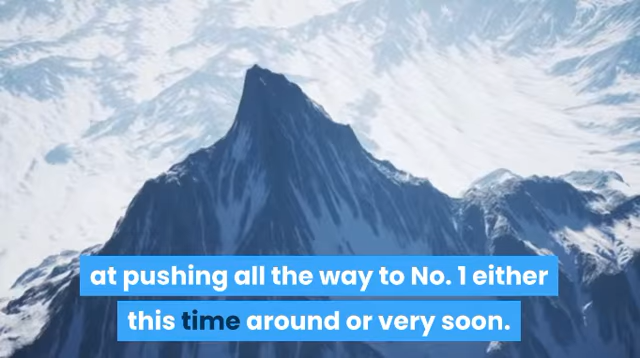 at pushing all the way to No. 1 either
this time around or very soon.